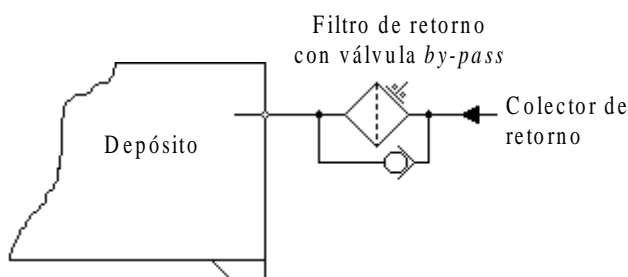 Filtro de retorno
con válvula by-pass
Colector de
retorno
Depósito